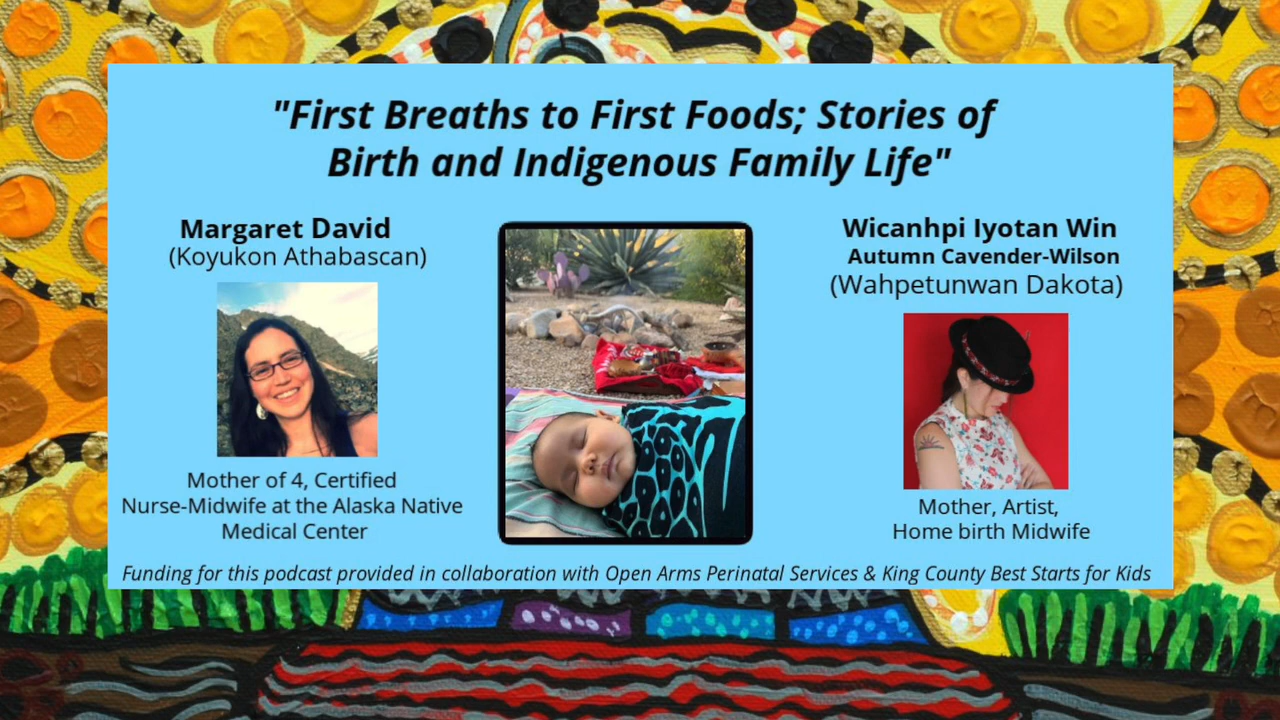 "First Breaths to First Foods; Stories of
Birth and Indigenous Family Life"
Margaret David
(Koyukon Athabascan)
Mother of 4, Certified
Nurse-Midwife at the Alaska Native
Medical Center
Wicanhpi Iyotan Win
Autumn Cavender-Wilson
(Wahpetunwan Dakota)
Mother, Artist,
Home birth Midwife
Funding for this podcast provided in collaboration with Open Arms Perinatal Services & King County Best Starts for Kids